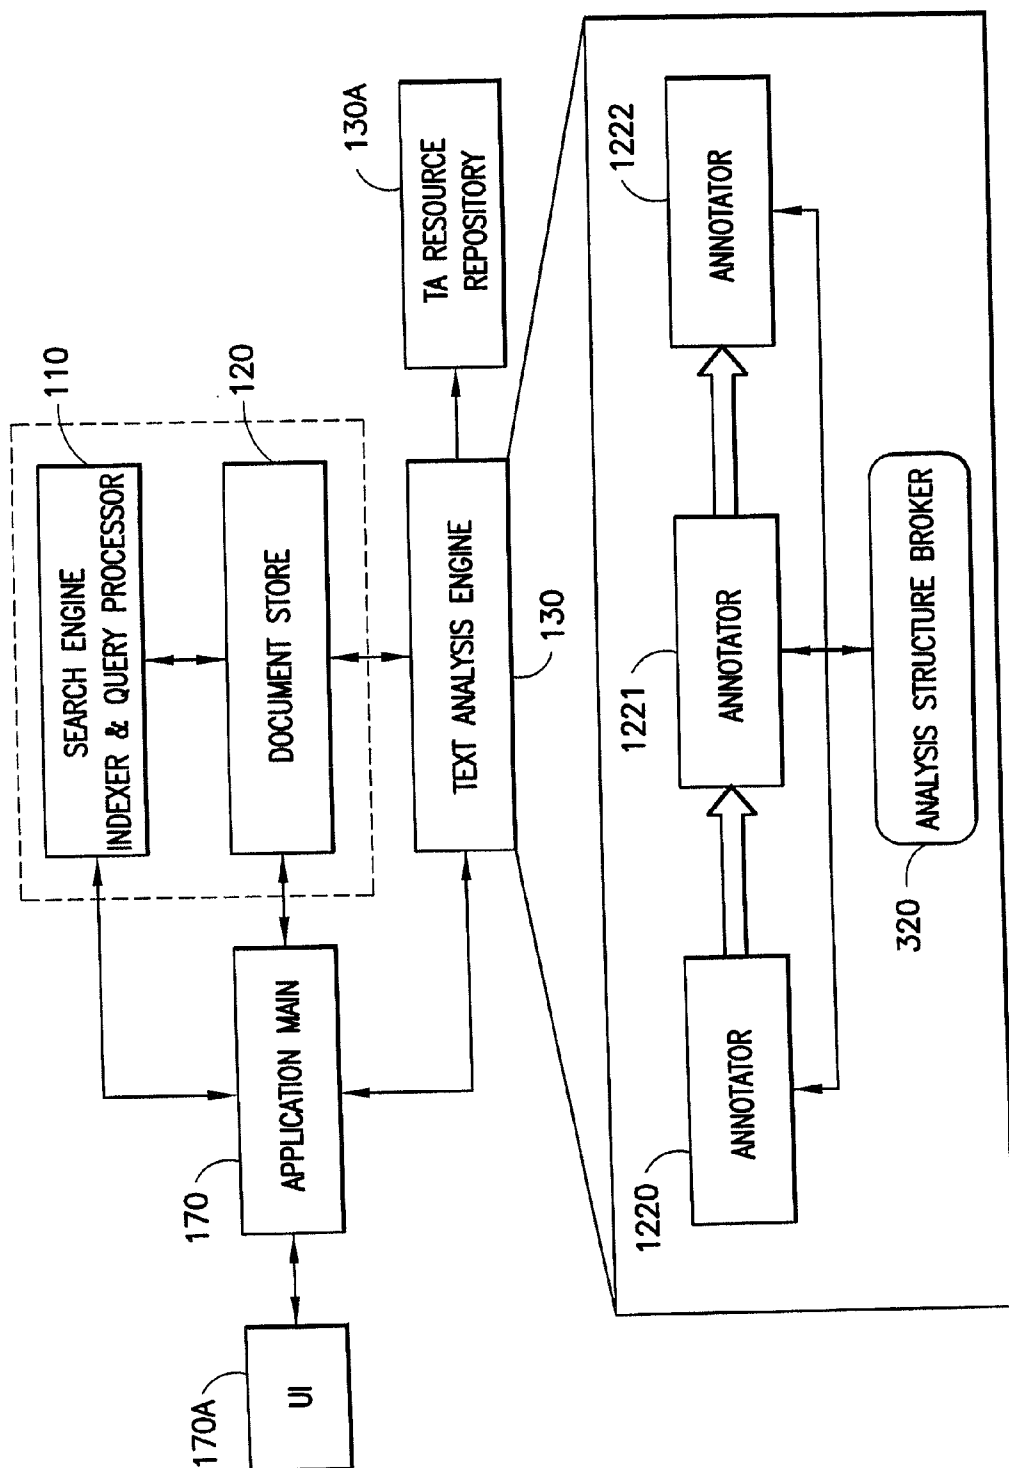 110
SEARCH ENGINE
INDEXER & QUERY PROCESSOR
120
DOCUMENT STORE
130A
TA RESOURCE
REPOSITORY
TEXT ANALYSIS ENGINE
130
170
APPLICATION MAIN
170A
UI
1220
ANNOTATOR
1221
ANNOTATOR
1222
ANNOTATOR
ANALYSIS STRUCTURE BROKER
320